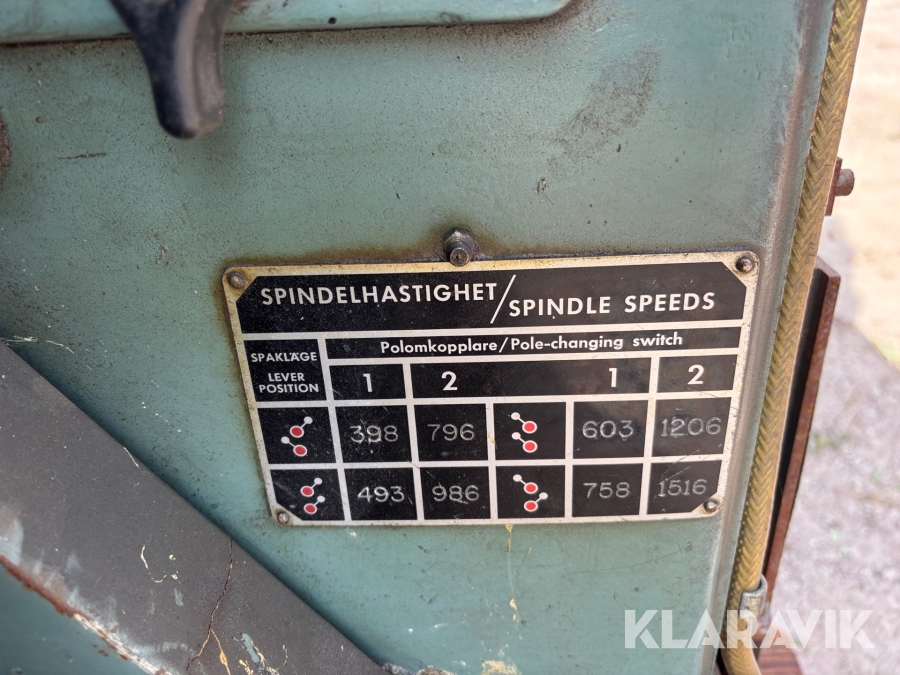 SPINDELHASTIGHET/SPINDLE SPEEDS
SPAKLÄGE
LEVER
POSITION
Polomkopplare/Pole-changing switch
1 2 1 2
398 796 603 1206
493 986 758 1516
KLARAVIK